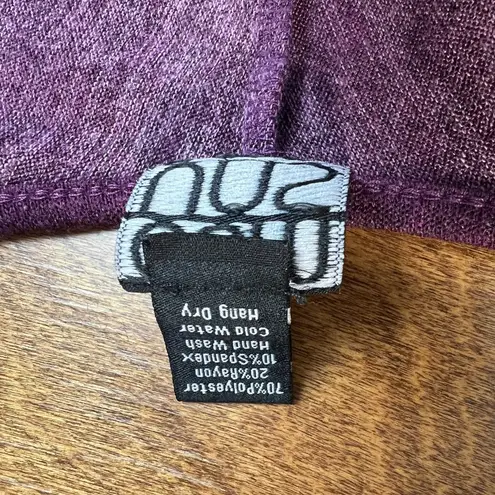 70%Polyester
20%Rayon
10%Spandex
Hand Wash
Cold Water
Hang Dry